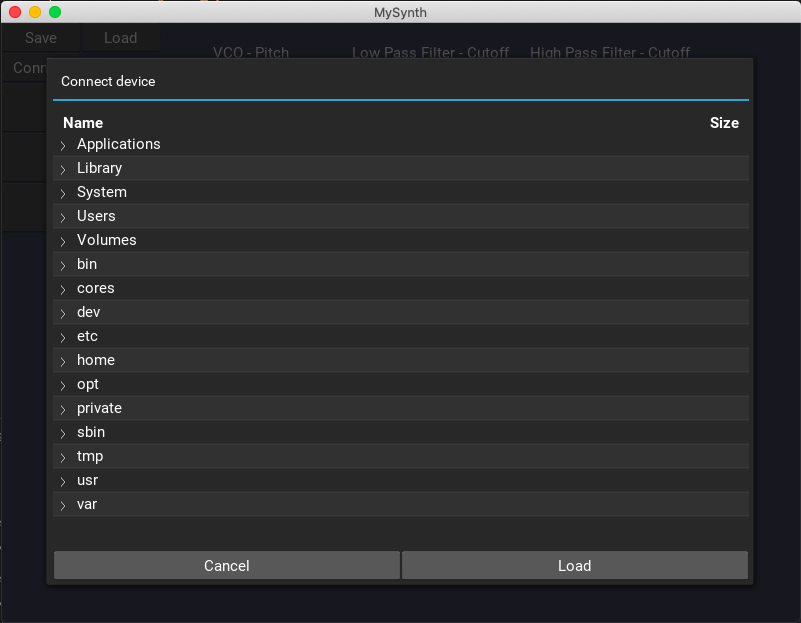 MySynth
Save Load
VCO - Pitch Low Pass Filter - Cutoff High Pass Filter - Cutoff
Conn
Connect device
Name Size
Applications
Library
System
Users
Volumes
bin
cores
dev
etc
home
opt
private
sbin
tmp
usr
var
Cancel Load